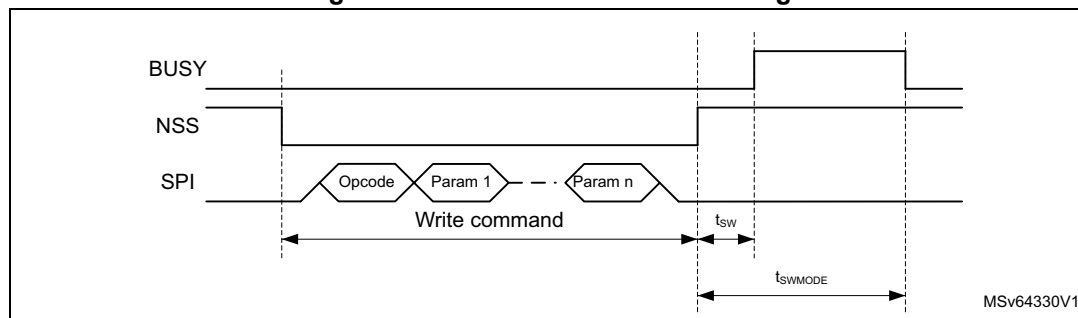 BUSY
NSS
SPI
Opcode Param 1 Param n
Write command
tsw
tSWMODE
MSv64330V1